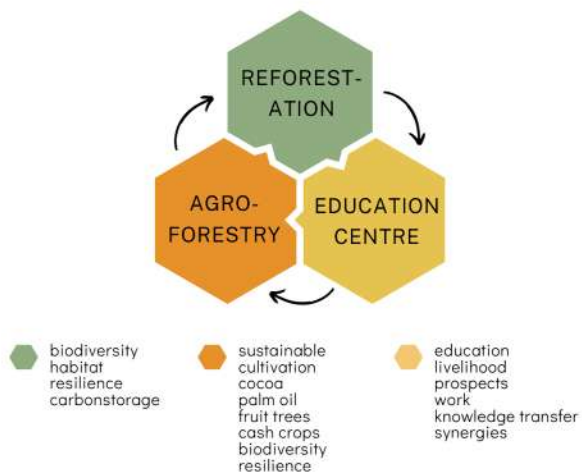 REFOREST-
ATION
AGRO-
FORESTRY
EDUCATION
CENTRE
biodiversity
habitat
resilience
carbonstorage
sustainable
cultivation
cocoa
palm oil
fruit trees
cash crops
biodiversity
resilience
education
livelihood
prospects
work
knowledge transfer
synergies